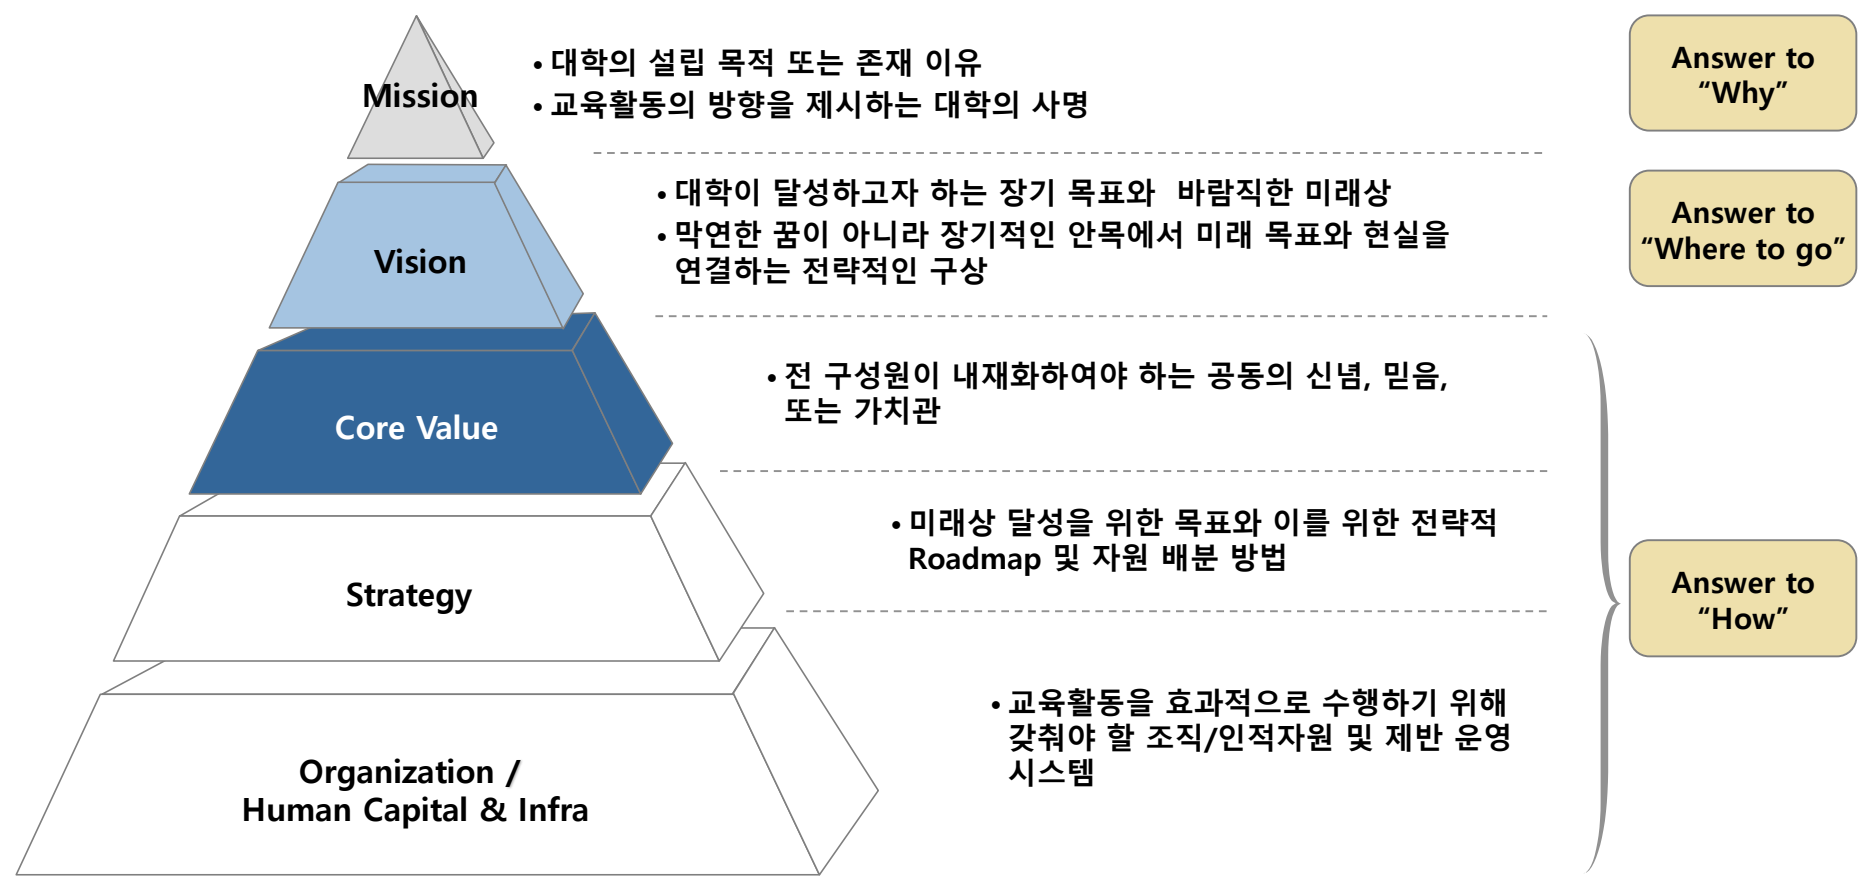 Mission
• 대학의 설립 목적 또는 존재 이유
• 교육활동의 방향을 제시하는 대학의 사명
Answer to
“Why”
Vision
• 대학이 달성하고자 하는 장기 목표와 바람직한 미래상
• 막연한 꿈이 아니라 장기적인 안목에서 미래 목표와 현실을
연결하는 전략적인 구상
Answer to
“Where to go”
Core Value
• 전 구성원이 내재화하여야 하는 공동의 신념, 믿음,
또는 가치관
Strategy
• 미래상 달성을 위한 목표와 이를 위한 전략적
Roadmap 및 자원 배분 방법
Organization /
Human Capital & Infra
• 교육활동을 효과적으로 수행하기 위해
갖춰야 할 조직/인적자원 및 제반 운영
시스템
Answer to
“How”